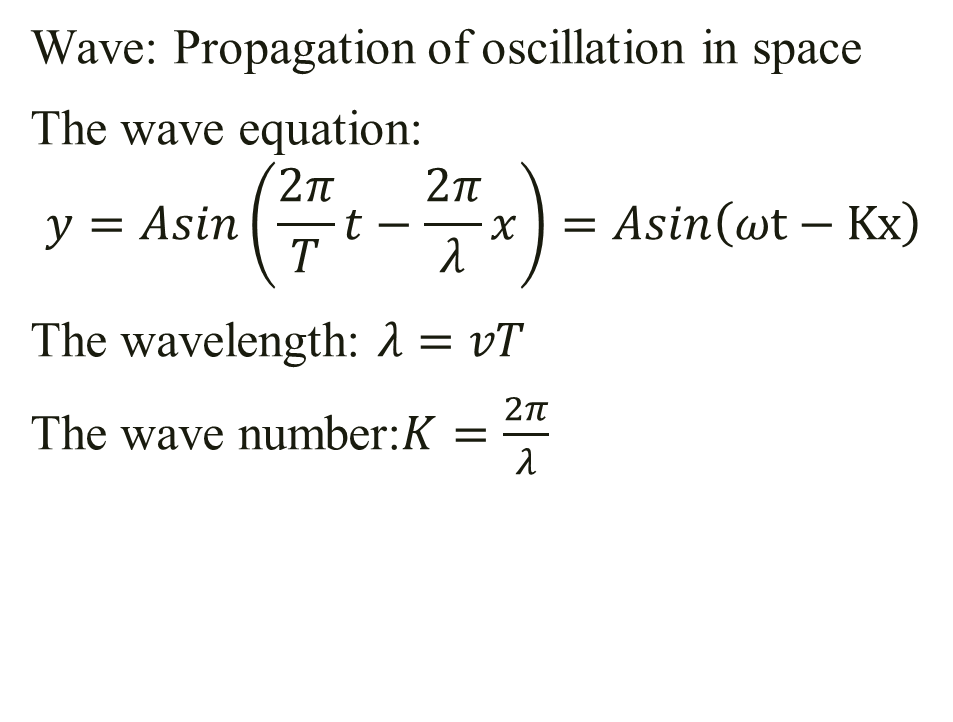 Wave: Propagation of oscillation in space
The wave equation:
𝑦 = 𝐴𝑠𝑖𝑛(2𝜋/𝑇 𝑡 − 2𝜋/𝜆 𝑥) = 𝐴𝑠𝑖𝑛(𝜔t − Kx)
The wavelength: 𝜆 = 𝑣𝑇
The wave number:𝐾 = 2𝜋/𝜆